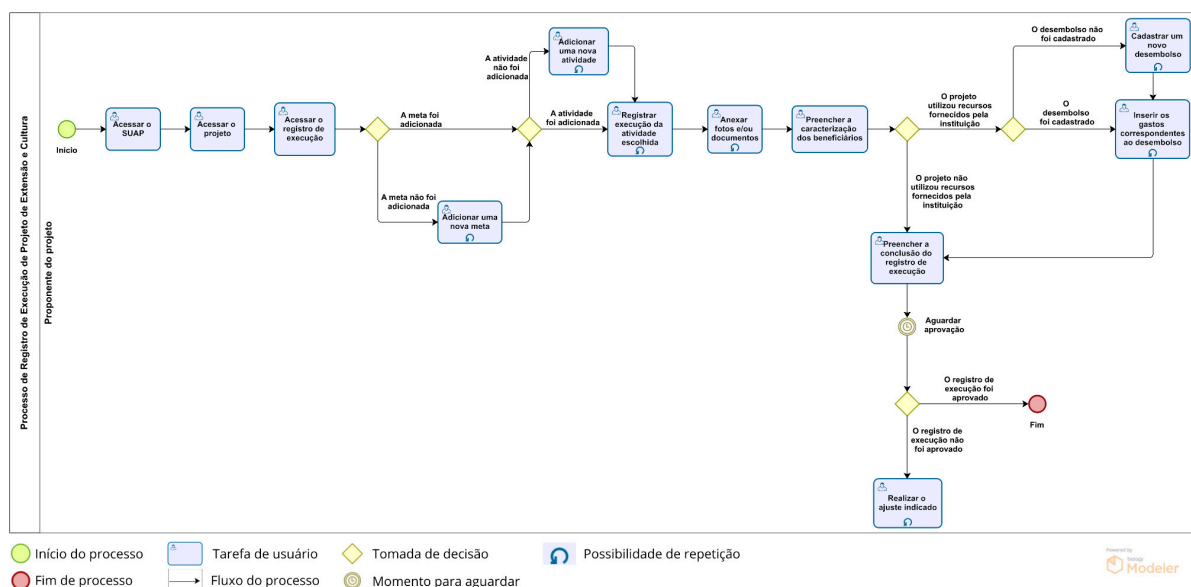 Processo de Registro de Execução de Projeto de Extensão e Cultura
Proponente do projeto
Início
Acessar o
SUAP
Acessar o
projeto
Acessar o
registro de
execução
A meta foi
adicionada
A meta não foi
adicionada
Adicionar uma
nova meta
A atividade
não foi
adicionada
Adicionar
uma nova
atividade
A atividade
foi adicionada
Registrar
execução da
atividade
escolhida
Anexar
fotos e/ou
documentos
Preencher a
caracterização
dos beneficiários
O projeto
utilizou recursos
fornecidos pela
instituição
O desembolso não
foi cadastrado
Cadastrar um
novo
desembolso
O
desembolso
foi cadastrado
Inserir os
gastos
correspondentes
ao desembolso
O projeto não
utilizou recursos
fornecidos pela
instituição
Preencher a
conclusão do
registro de
execução
Aguardar
aprovação
O registro de
execução foi
aprovado
Fim
O registro de
execução não
foi aprovado
Realizar o
ajuste indicado
Início do processo
Tarefa de usuário
Tomada de decisão
Possibilidade de repetição
Fim de processo
Fluxo do processo
Momento para aguardar
Powered by
bizagi
Modeler